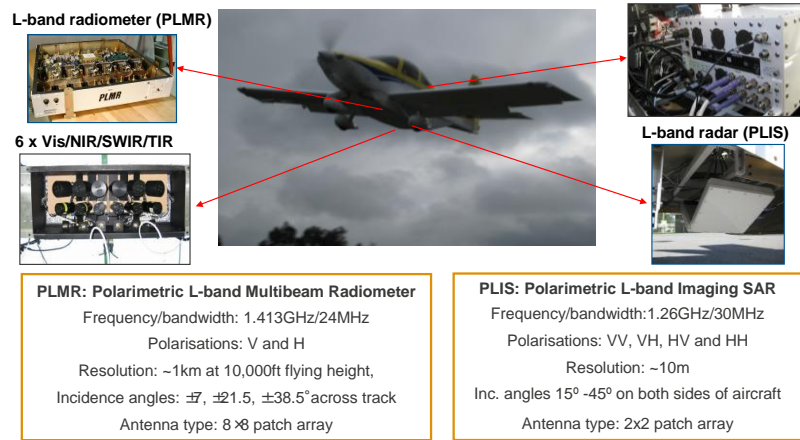 L-band radiometer (PLMR)
PLMR
6 x Vis/NIR/SWIR/TIR
L-band radar (PLIS)
PLMR: Polarimetric L-band Multibeam Radiometer
Frequency/bandwidth: 1.413GHz/24MHz
Polarisations: V and H
Resolution: ~1km at 10,000ft flying height,
Incidence angles: ±7, ±21.5, ±38.5° across track
Antenna type: 8×8 patch array
PLIS: Polarimetric L-band Imaging SAR
Frequency/bandwidth:1.26GHz/30MHz
Polarisations: VV, VH, HV and HH
Resolution: ~10m
Inc. angles 15º -45º on both sides of aircraft
Antenna type: 2x2 patch array